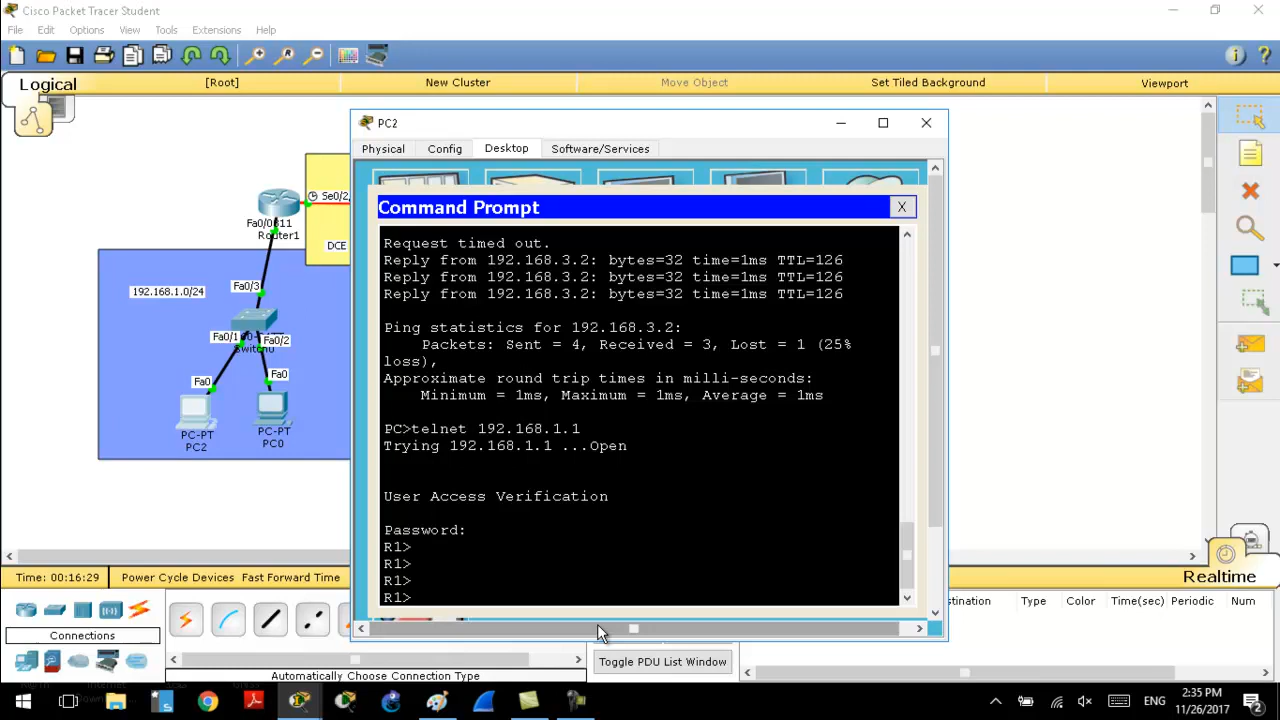 Cisco Packet Tracer Student
File Edit Options View Tools Extensions Help
Logical
[Root]
New Cluster
Move Object
Set Tiled Background
Viewport
PC2
Physical Config Desktop Software/Services
Command Prompt
X
Request timed out.
Reply from 192.168.3.2: bytes=32 time=1ms TTL=126
Reply from 192.168.3.2: bytes=32 time=1ms TTL=126
Reply from 192.168.3.2: bytes=32 time=1ms TTL=126
Ping statistics for 192.168.3.2:
Packets: Sent = 4, Received = 3, Lost = 1 (25%
loss),
Approximate round trip times in milli-seconds:
Minimum = 1ms, Maximum = 1ms, Average = 1ms
PC>telnet 192.168.1.1
Trying 192.168.1.1 ...Open
User Access Verification
Password:
R1>
R1>
R1>
R1>
Se0/2
Fa0/0
Router1
DCE
192.168.1.0/24
Fa0/3
Fa0/1
Fa0/2
Fa0
Fa0
PC-PT
PC2
PC-PT
PC0
Time: 00:16:29 Power Cycle Devices Fast Forward Time
Realtime
Connections
Automatically Choose Connection Type
Toggle PDU List Window
Type Color Time(sec) Periodic Num
ENG
2:35 PM
11/26/2017
2